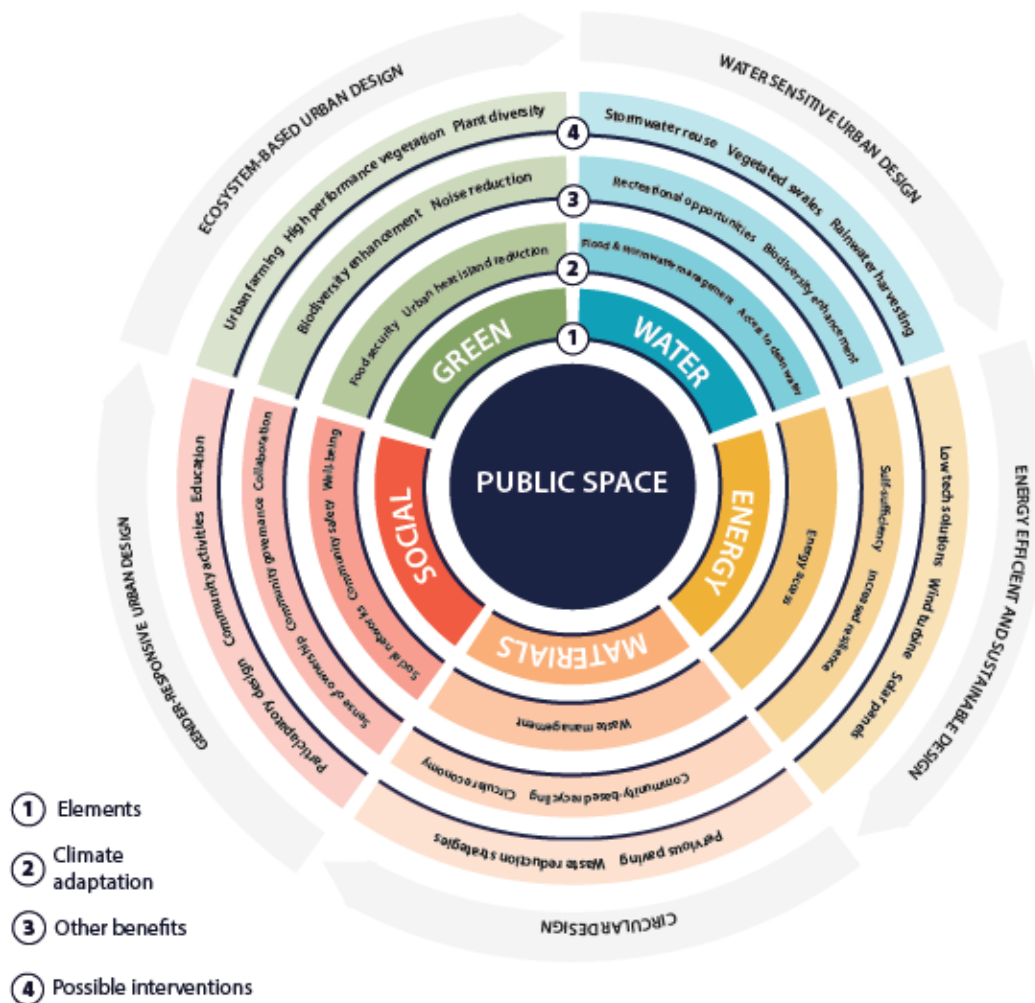 ECOSYSTEM-BASED URBAN DESIGN
WATER SENSITIVE URBAN DESIGN
ENERGY EFFICIENT AND SUSTAINABLE DESIGN
CIRCULAR DESIGN
GENDER-RESPONSIVE URBAN DESIGN
Urban farming High performance vegetation Plant diversity
Biodiversity enhancement Noise reduction
Food security Urban heat island reduction
GREEN
4
3
2
1
Stormwater reuse Vegetated swales Rainwater harvesting
Recreational opportunities Biodiversity enhancement
Flood & stormwater management Access to clean water
WATER
Low tech solutions Wind turbine Solar panels
Self-sufficiency Increased resilience
Energy access
ENERGY
PUBLIC SPACE
MATERIALS
Waste management
Community-based recycling Circular economy
Pervious paving Waste reduction strategies
SOCIAL
Social networks Community safety Well-being
Sense of ownership Community governance Collaboration
Particiapatory design Community activities Education
1 Elements
2 Climate
adaptation
3 Other benefits
4 Possible interventions